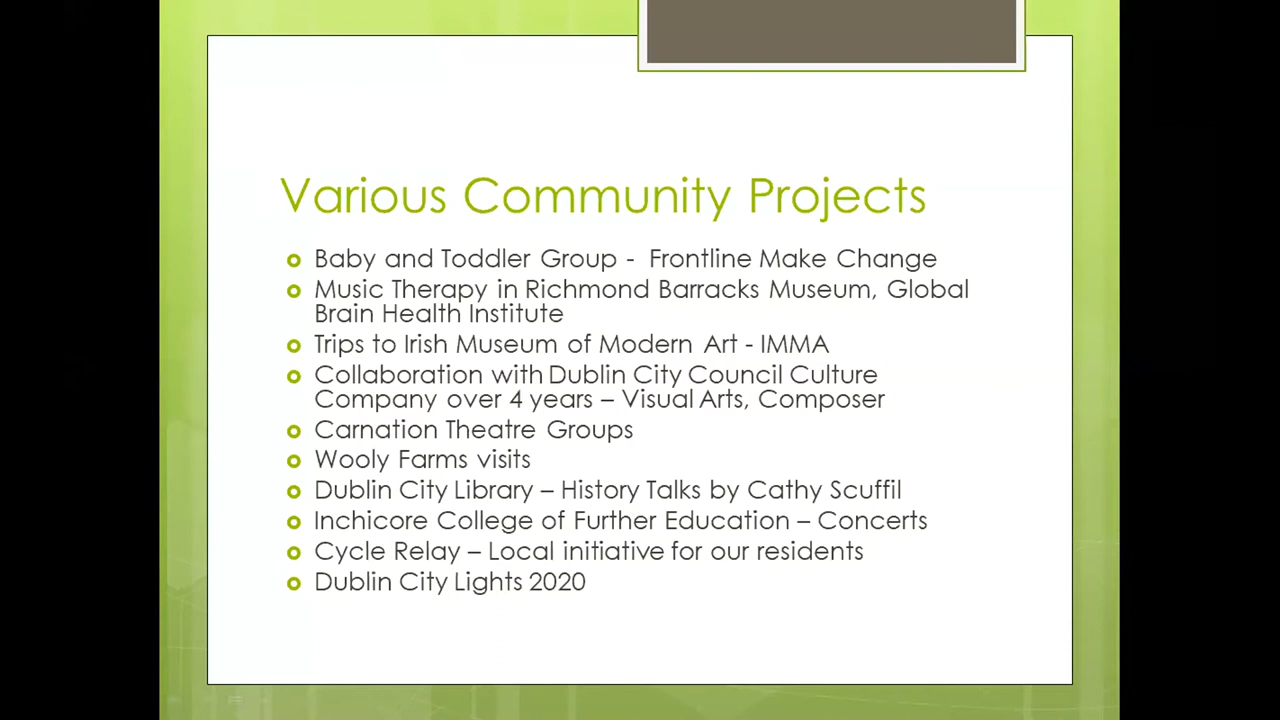 Various Community Projects
Baby and Toddler Group - Frontline Make Change
Music Therapy in Richmond Barracks Museum, Global
Brain Health Institute
Trips to Irish Museum of Modern Art - IMMA
Collaboration with Dublin City Council Culture
Company over 4 years – Visual Arts, Composer
Carnation Theatre Groups
Wooly Farms visits
Dublin City Library – History Talks by Cathy Scuffil
Inchicore College of Further Education – Concerts
Cycle Relay – Local initiative for our residents
Dublin City Lights 2020